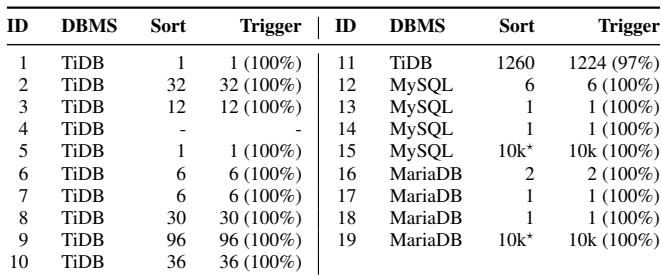 ID DBMS Sort Trigger ID DBMS Sort Trigger
1 TiDB 1 1 (100%) 11 TiDB 1260 1224 (97%)
2 TiDB 32 32 (100%) 12 MySQL 6 6 (100%)
3 TiDB 12 12 (100%) 13 MySQL 1 1 (100%)
4 TiDB - - 14 MySQL 1 1 (100%)
5 TiDB 1 1 (100%) 15 MySQL 10k⋆ 10k (100%)
6 TiDB 6 6 (100%) 16 MariaDB 2 2 (100%)
7 TiDB 6 6 (100%) 17 MariaDB 1 1 (100%)
8 TiDB 30 30 (100%) 18 MariaDB 1 1 (100%)
9 TiDB 96 96 (100%) 19 MariaDB 10k⋆ 10k (100%)
10 TiDB 36 36 (100%)